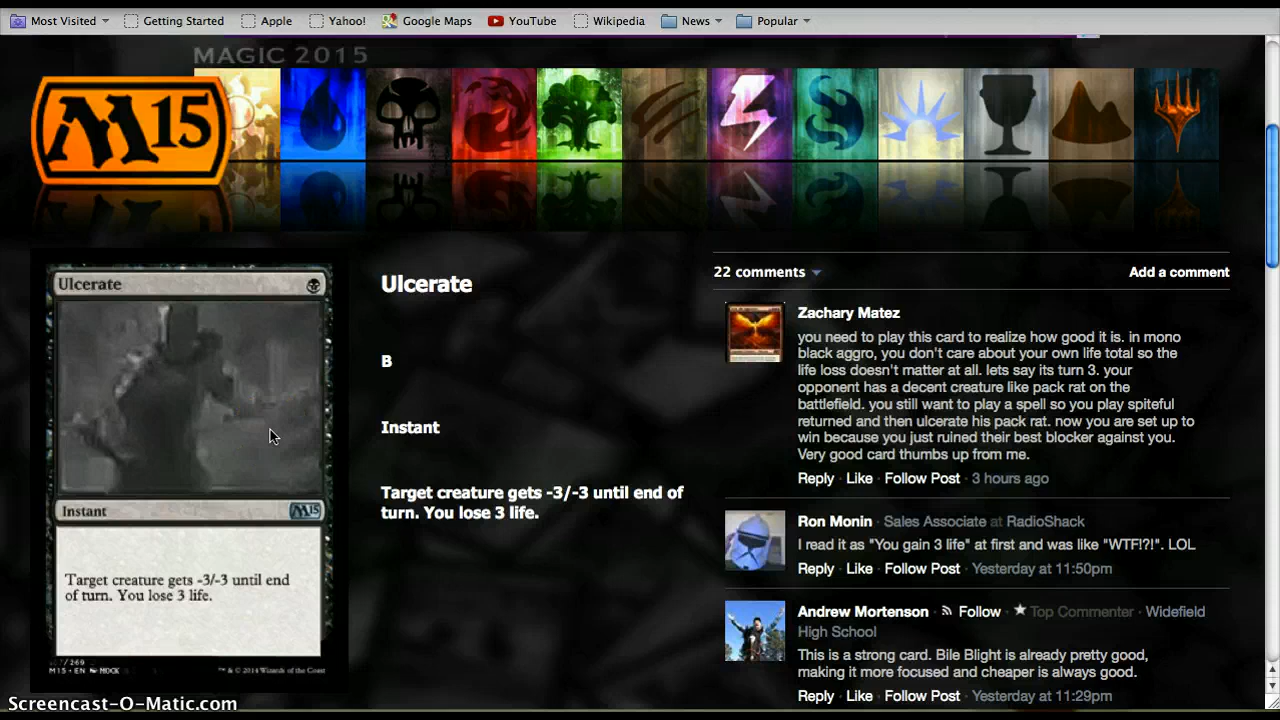 Most Visited
Getting Started
Apple
Yahoo!
Google Maps
YouTube
Wikipedia
News
Popular
MAGIC 2015
M15
Ulcerate
Instant
M15
Target creature gets -3/-3 until end
of turn. You lose 3 life.
/269
M15 • EN MOCK
™ & © 2014 Wizards of the Coast
Ulcerate
B
Instant
Target creature gets -3/-3 until end of
turn. You lose 3 life.
22 comments
Add a comment
Zachary Matez
you need to play this card to realize how good it is. in mono
black aggro, you don't care about your own life total so the
life loss doesn't matter at all. lets say its turn 3. your
opponent has a decent creature like pack rat on the
battlefield. you still want to play a spell so you play spiteful
returned and then ulcerate his pack rat. now you are set up to
win because you just ruined their best blocker against you.
Very good card thumbs up from me.
Reply · Like · Follow Post · 3 hours ago
Ron Monin · Sales Associate at RadioShack
I read it as "You gain 3 life" at first and was like "WTF!?!". LOL
Reply · Like · Follow Post · Yesterday at 11:50pm
Andrew Mortenson · Follow · Top Commenter · Widefield
High School
This is a strong card. Bile Blight is already pretty good,
making it more focused and cheaper is always good.
Reply · Like · Follow Post · Yesterday at 11:29pm
Screencast-O-Matic.com